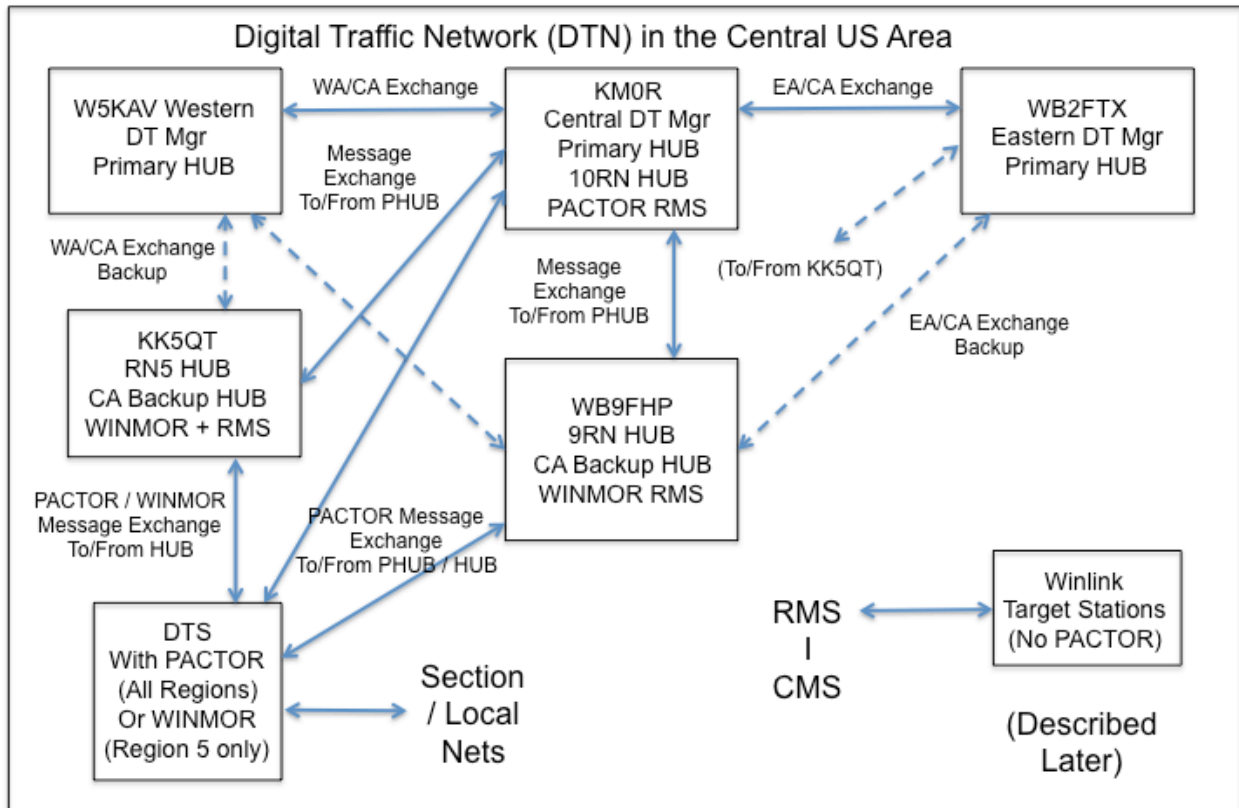 Digital Traffic Network (DTN) in the Central US Area
W5KAV Western
DT Mgr
Primary HUB
WA/CA Exchange
KM0R
Central DT Mgr
Primary HUB
10RN HUB
PACTOR RMS
EA/CA Exchange
WB2FTX
Eastern DT Mgr
Primary HUB
Message
Exchange
To/From PHUB
WA/CA Exchange
Backup
Message
Exchange
To/From PHUB
(To/From KK5QT)
EA/CA Exchange
Backup
KK5QT
RN5 HUB
CA Backup HUB
WINMOR + RMS
WB9FHP
9RN HUB
CA Backup HUB
WINMOR RMS
PACTOR / WINMOR
Message Exchange
To/From HUB
PACTOR Message
Exchange
To/From PHUB / HUB
DTS
With PACTOR
(All Regions)
Or WINMOR
(Region 5 only)
Section
/ Local
Nets
RMS
I
CMS
Winlink
Target Stations
(No PACTOR)
(Described
Later)